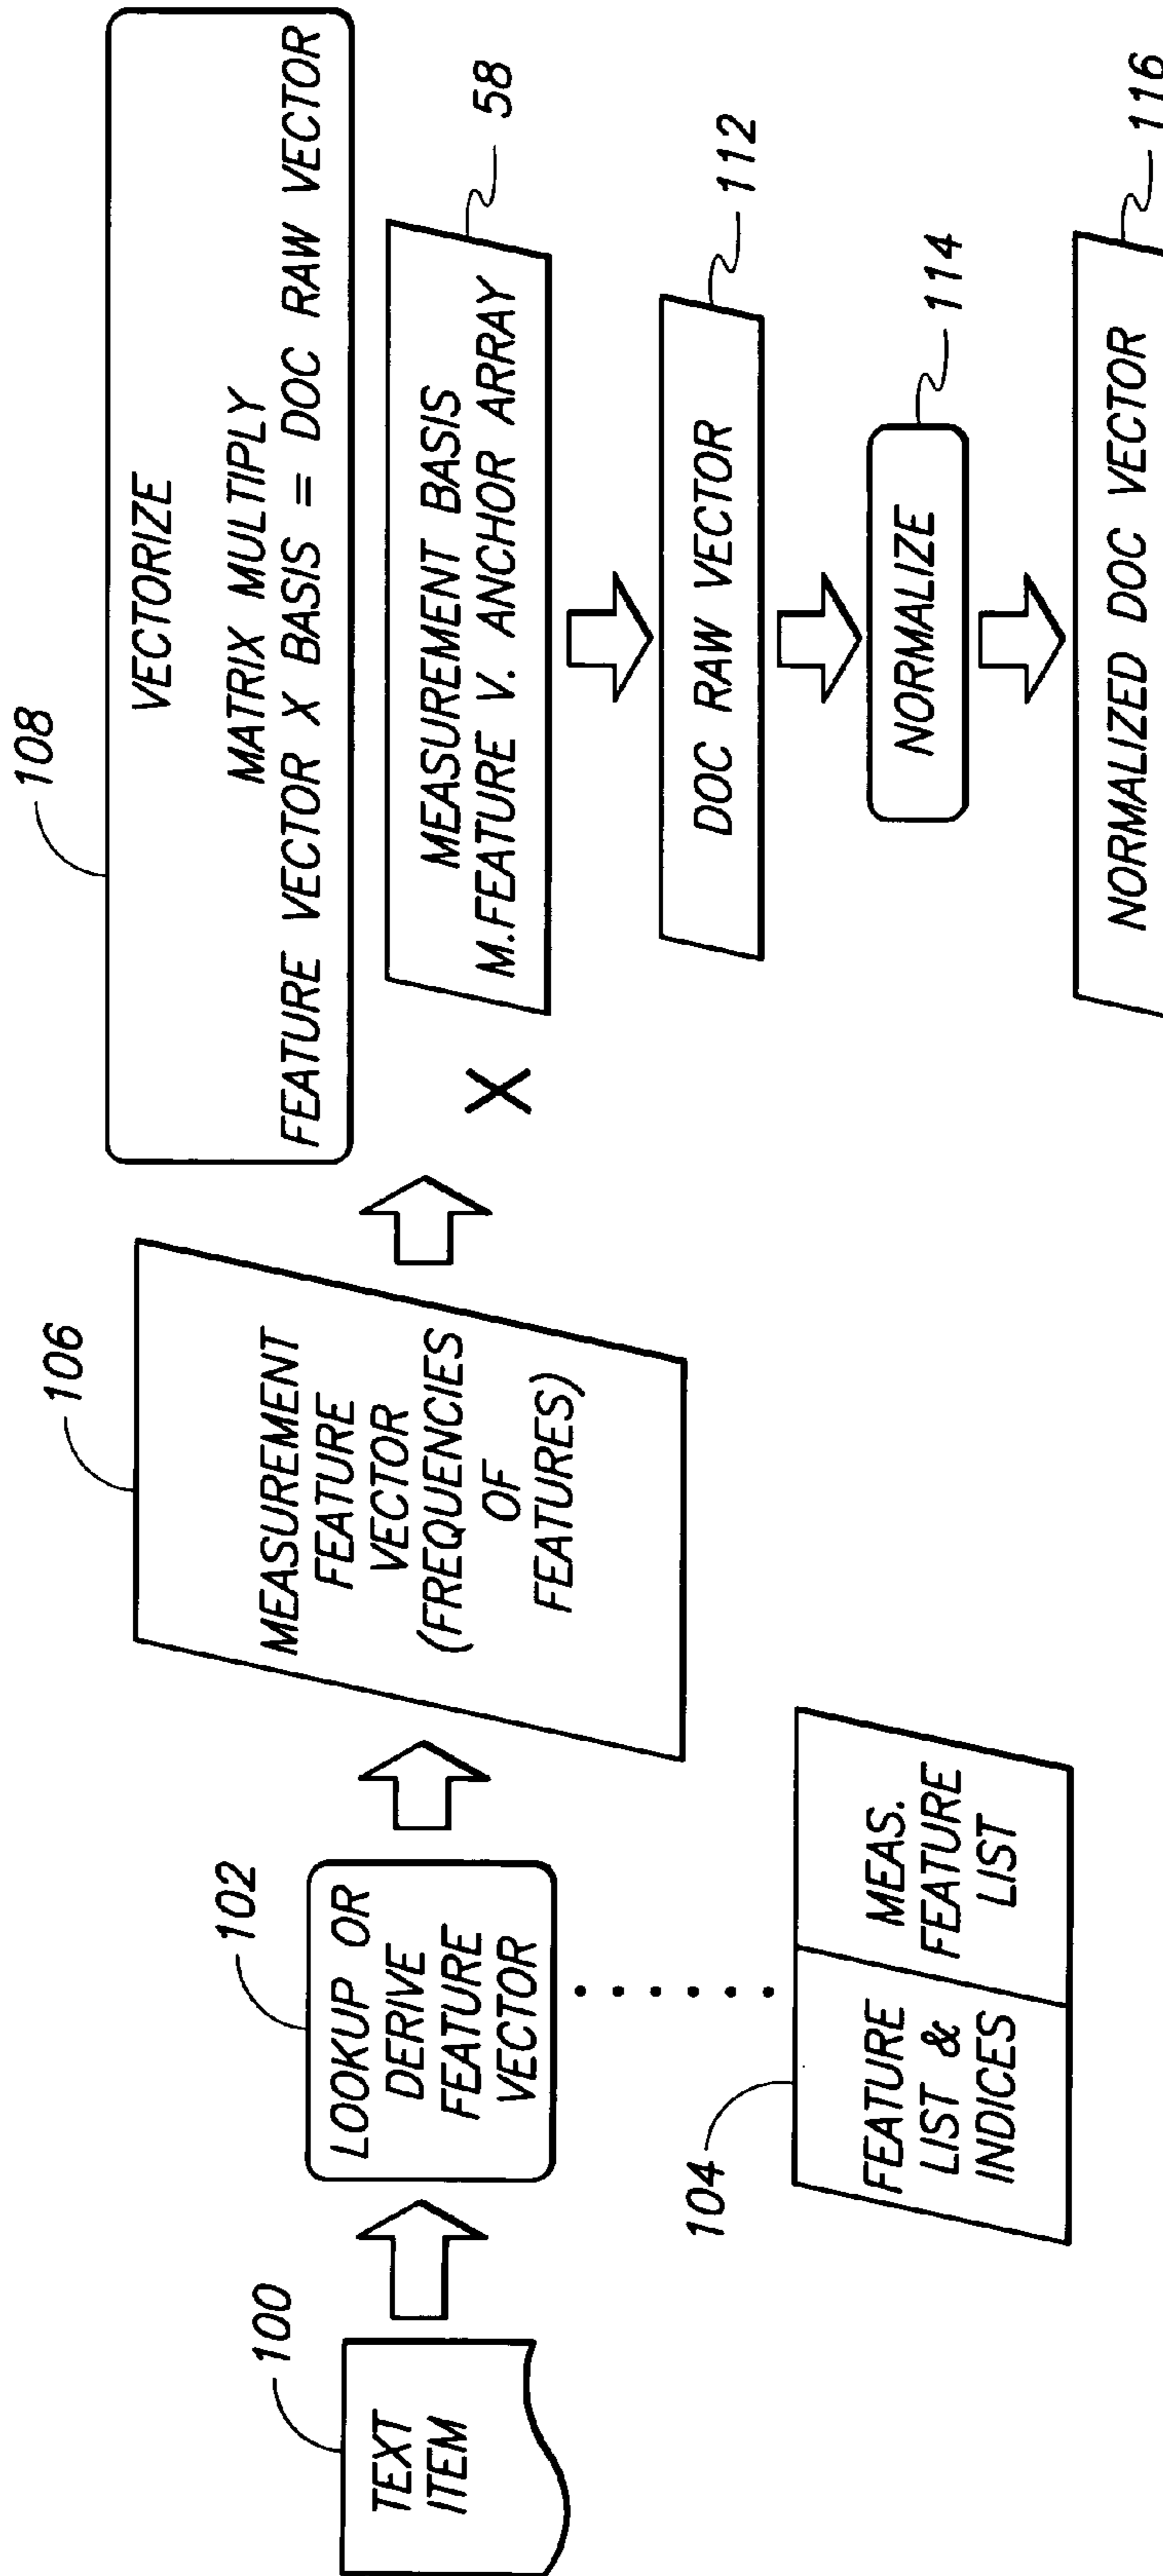 100
TEXT
ITEM
102
LOOKUP OR
DERIVE
FEATURE
VECTOR
104
FEATURE
LIST &
INDICES
MEAS.
FEATURE
LIST
106
MEASUREMENT
FEATURE
VECTOR
(FREQUENCIES
OF
FEATURES)
108
VECTORIZE
MATRIX MULTIPLY
FEATURE VECTOR X BASIS = DOC RAW VECTOR
X
MEASUREMENT BASIS
M.FEATURE V. ANCHOR ARRAY
58
DOC RAW VECTOR
112
NORMALIZE
114
NORMALIZED DOC VECTOR
116